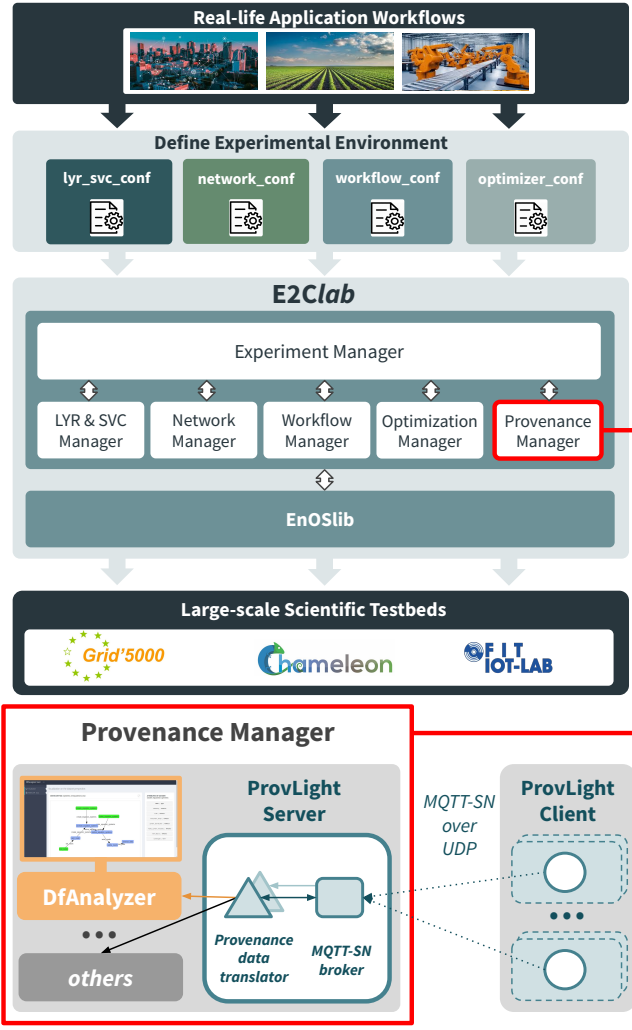 Real-life Application Workflows
Define Experimental Environment
lyr_svc_conf
network_conf
workflow_conf
optimizer_conf
E2Clab
Experiment Manager
LYR & SVC
Manager
Network
Manager
Workflow
Manager
Optimization
Manager
Provenance
Manager
EnOSlib
Large-scale Scientific Testbeds
Grid'5000
Chameleon
FIT
IOT-LAB
Provenance Manager
ProvLight
Server
MQTT-SN
over
UDP
ProvLight
Client
DfAnalyzer
others
Provenance
data
translator
MQTT-SN
broker